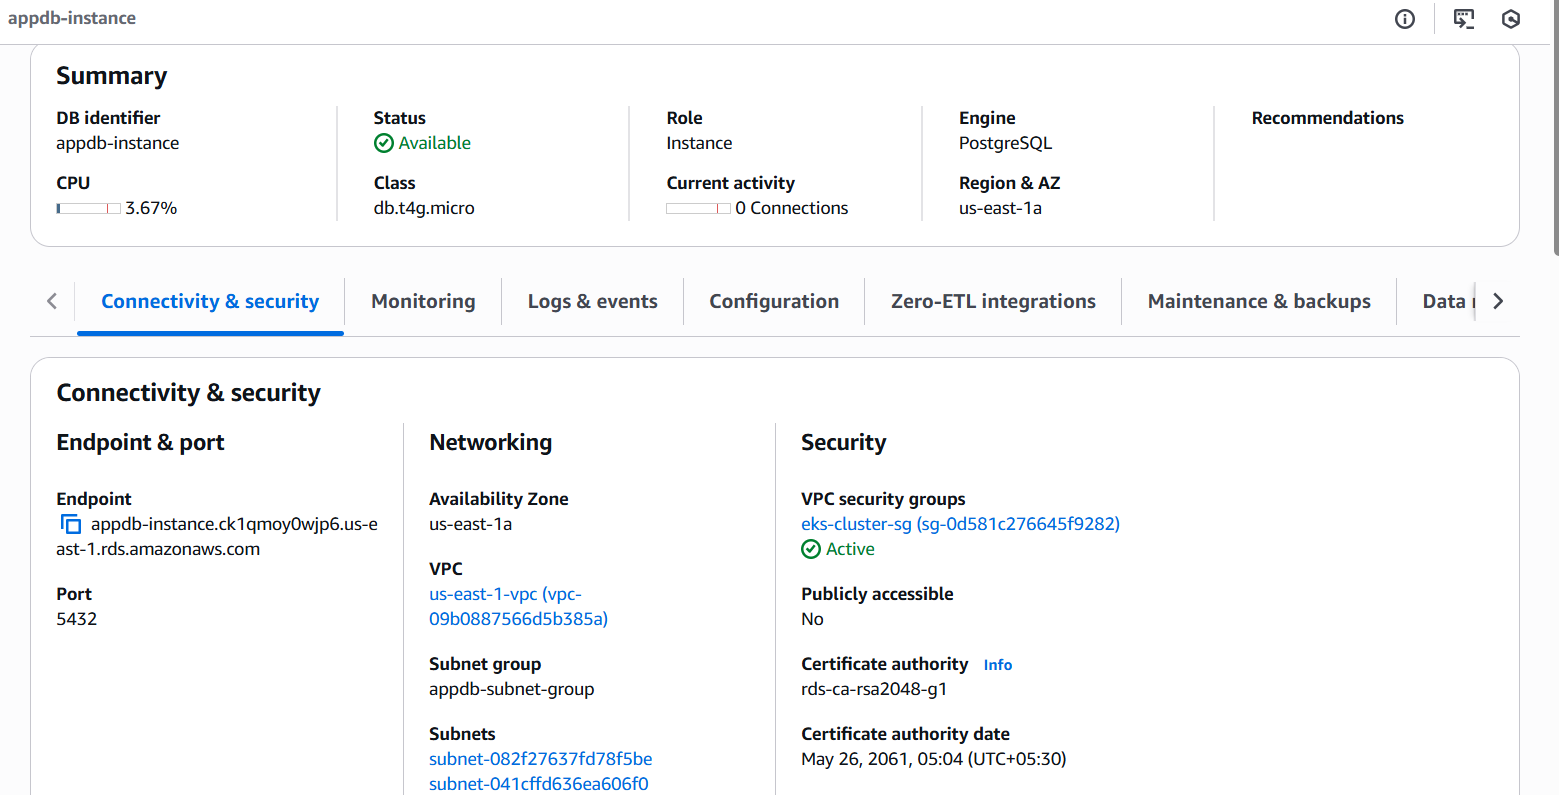 appdb-instance
Summary
DB identifier
appdb-instance
Status
Available
Role
Instance
Engine
PostgreSQL
Recommendations
CPU
3.67%
Class
db.t4g.micro
Current activity
0 Connections
Region & AZ
us-east-1a
Connectivity & security
Monitoring
Logs & events
Configuration
Zero-ETL integrations
Maintenance & backups
Data
Connectivity & security
Endpoint & port
Endpoint
appdb-instance.ck1qmoy0wjp6.us-e
ast-1.rds.amazonaws.com
Port
5432
Networking
Availability Zone
us-east-1a
VPC
us-east-1-vpc (vpc-
09b0887566d5b385a)
Subnet group
appdb-subnet-group
Subnets
subnet-082f27637fd78f5be
subnet-041cffd636ea606f0
Security
VPC security groups
eks-cluster-sg (sg-0d581c276645f9282)
Active
Publicly accessible
No
Certificate authority Info
rds-ca-rsa2048-g1
Certificate authority date
May 26, 2061, 05:04 (UTC+05:30)